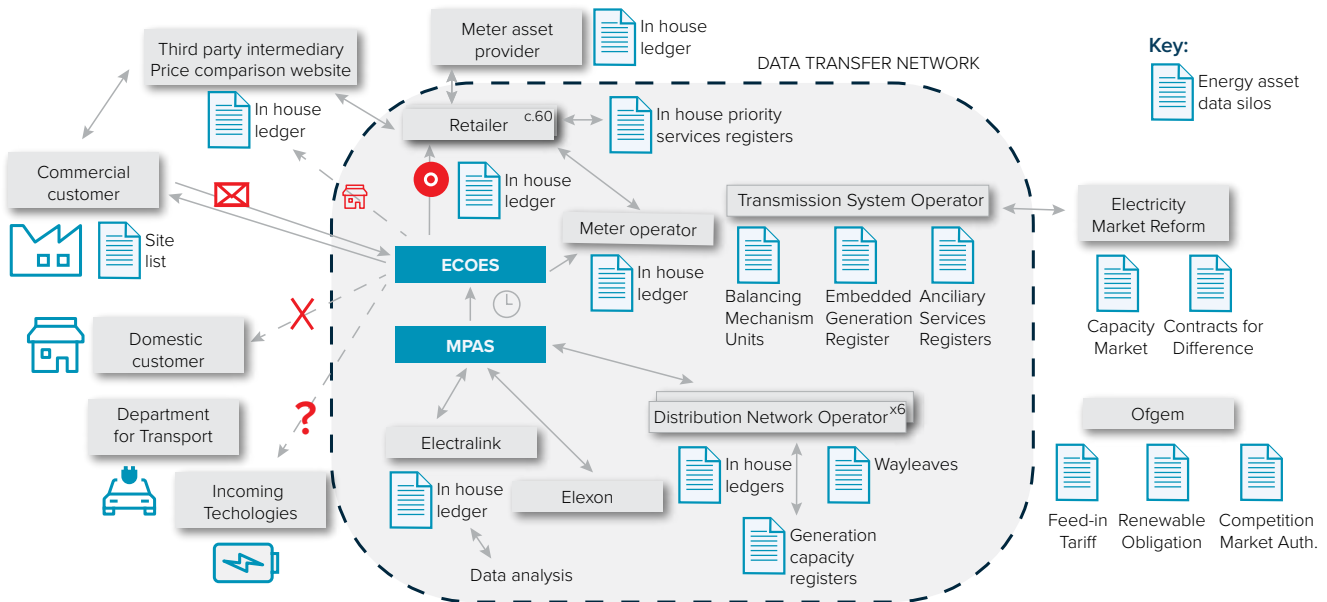 Meter asset
provider
In house
ledger
Key:
Energy asset
data silos
Third party intermediary
Price comparison website
In house
ledger
DATA TRANSFER NETWORK
Retailer c.60
In house priority
services registers
Commercial
customer
Site
list
In house
ledger
Meter operator
In house
ledger
Transmission System Operator
Balancing
Mechanism
Units
Embedded
Generation
Register
Ancillary
Services
Registers
Electricity
Market Reform
Capacity
Market
Contracts for
Difference
ECOES
MPAS
Domestic
customer
Department
for Transport
?
Incoming
Techologies
Electralink
In house
ledger
Data analysis
Elexon
Distribution Network Operator x6
In house
ledgers
Wayleaves
Generation
capacity
registers
Ofgem
Feed-in
Tariff
Renewable
Obligation
Competition
Market Auth.